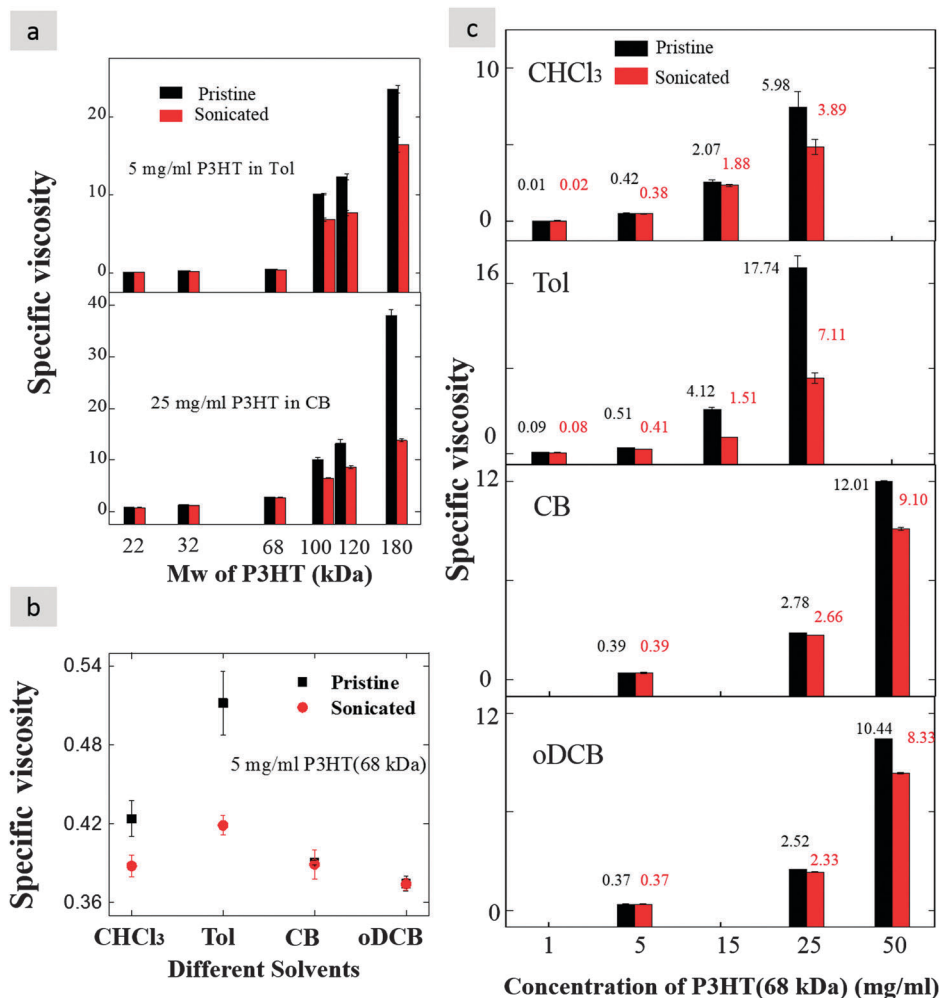 a
Pristine
Sonicated
5 mg/ml P3HT in Tol
20
10
0
25 mg/ml P3HT in CB
40
30
20
10
0
Specific viscosity
22 32 68 100 120 180
Mw of P3HT (kDa)
b
0.54
0.48
0.42
0.36
Pristine
Sonicated
5 mg/ml P3HT(68 kDa)
Specific viscosity
CHCl3 Tol CB oDCB
Different Solvents
c
Pristine
Sonicated
CHCl3
10
0
0.01 0.02
0.42 0.38
2.07 1.88
5.98 3.89
Tol
16
8
0
0.09 0.08
0.51 0.41
4.12 1.51
17.74 7.11
CB
12
0
0.39 0.39
2.78 2.66
12.01 9.10
oDCB
12
0
0.37 0.37
2.52 2.33
10.44 8.33
Specific viscosity
1 5 15 25 50
Concentration of P3HT(68 kDa) (mg/ml)